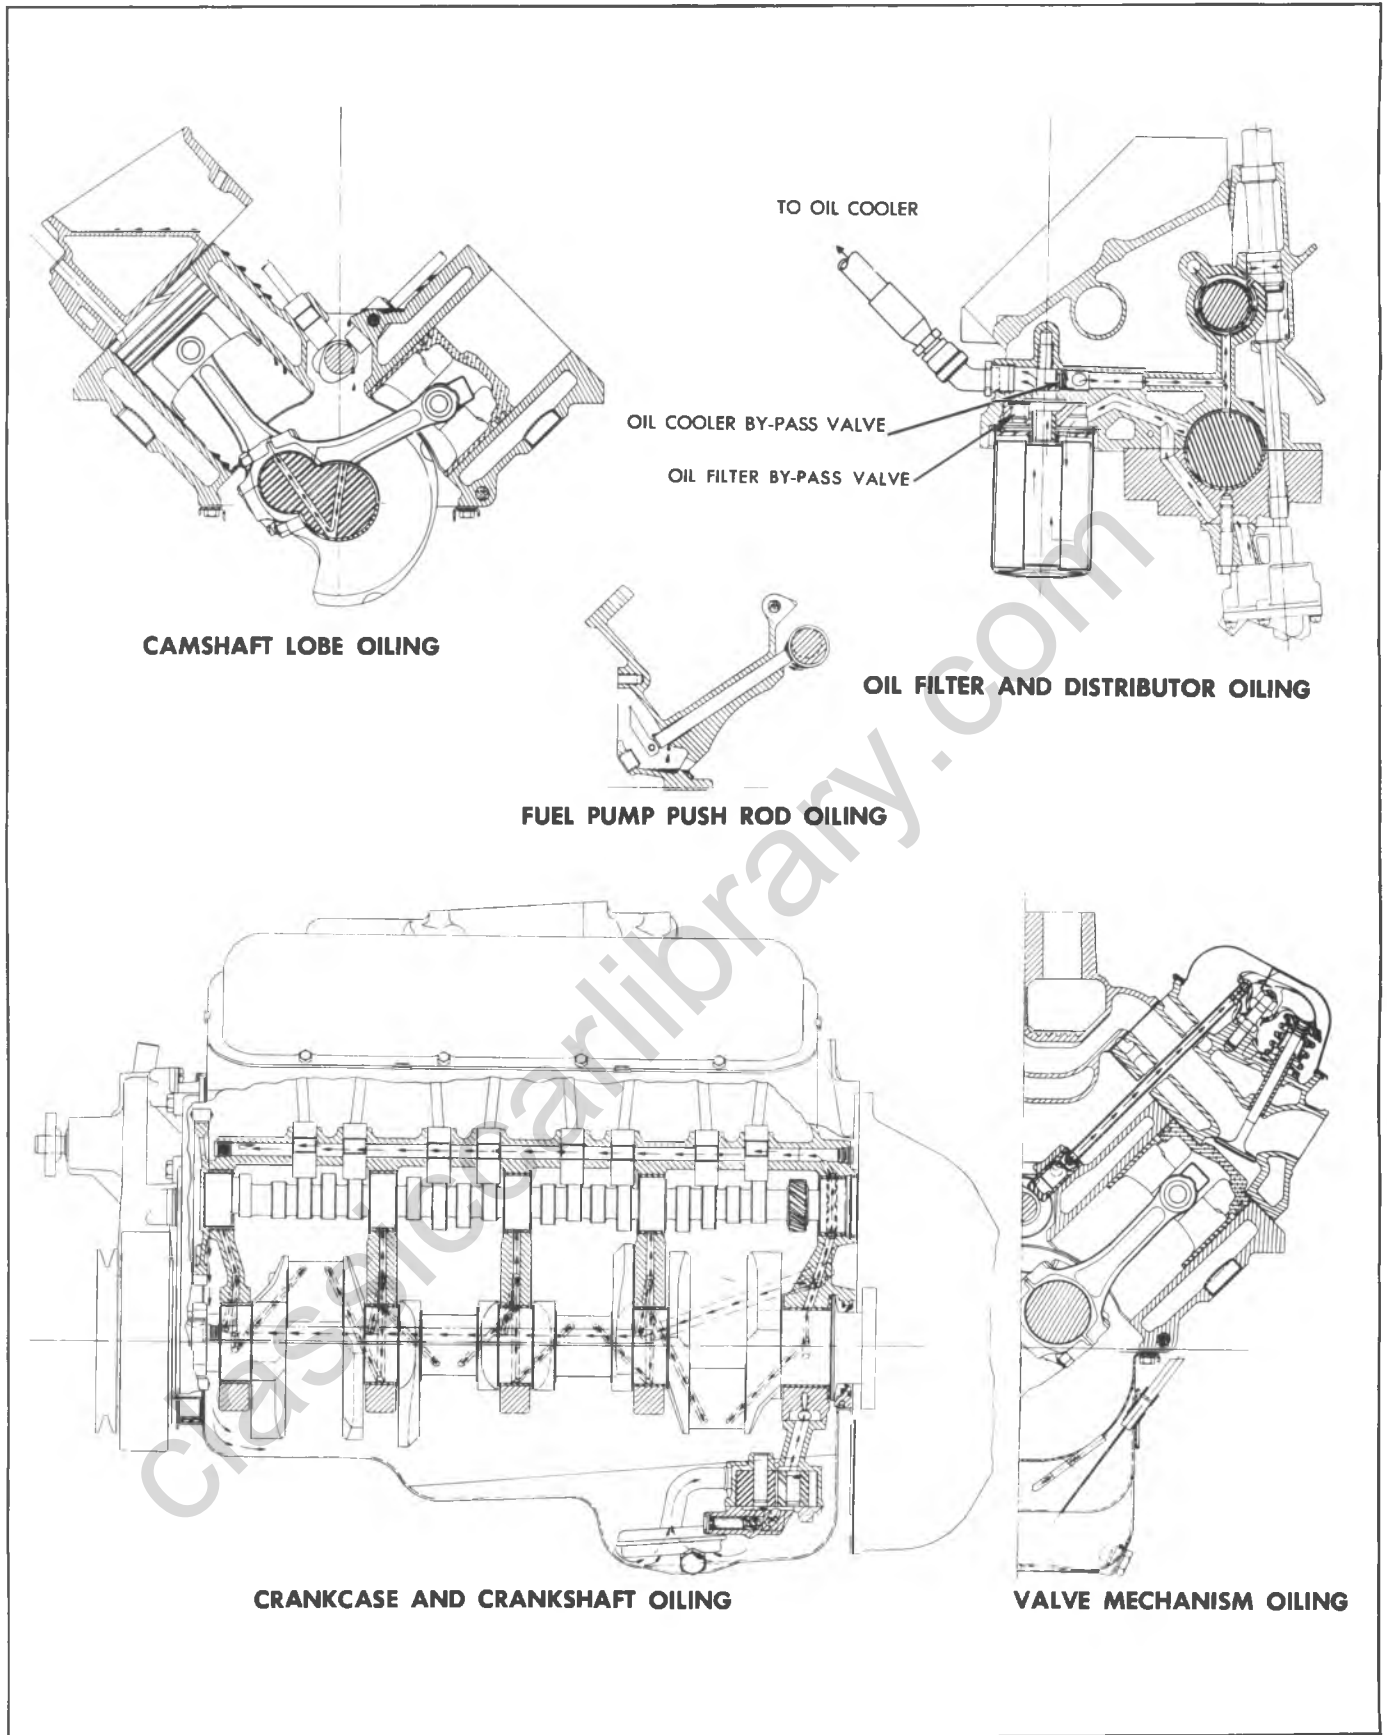 TO OIL COOLER
OIL COOLER BY-PASS VALVE
OIL FILTER BY-PASS VALVE
CAMSHAFT LOBE OILING
OIL FILTER AND DISTRIBUTOR OILING
FUEL PUMP PUSH ROD OILING
CRANKCASE AND CRANKSHAFT OILING
VALVE MECHANISM OILING
classiccarlibrary.com